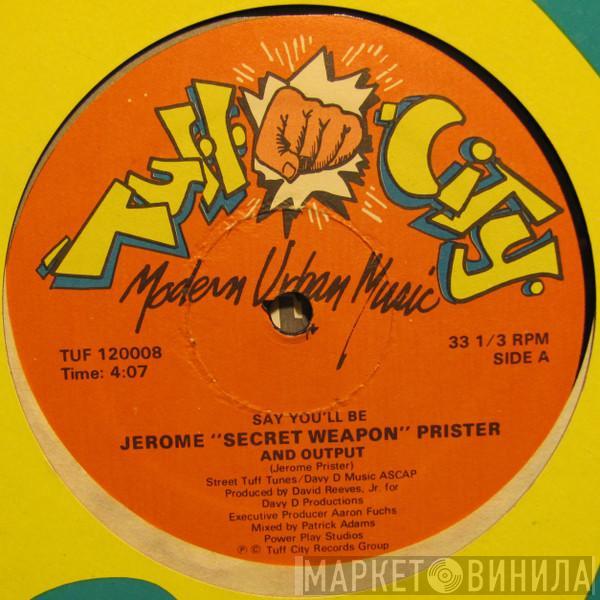 Tuff City
Modern Urban Music
TUF 120008
Time: 4:07
33 1/3 RPM
SIDE A
SAY YOU'LL BE
JEROME "SECRET WEAPON" PRISTER
AND OUTPUT
(Jerome Prister)
Street Tuff Tunes/Davy D Music ASCAP
Produced by David Reeves, Jr. for
Davy D Productions
Executive Producer Aaron Fuchs
Mixed by Patrick Adams
Power Play Studios
Ⓟ © Tuff City Records Group
МАРКЕТ ВИНИЛА